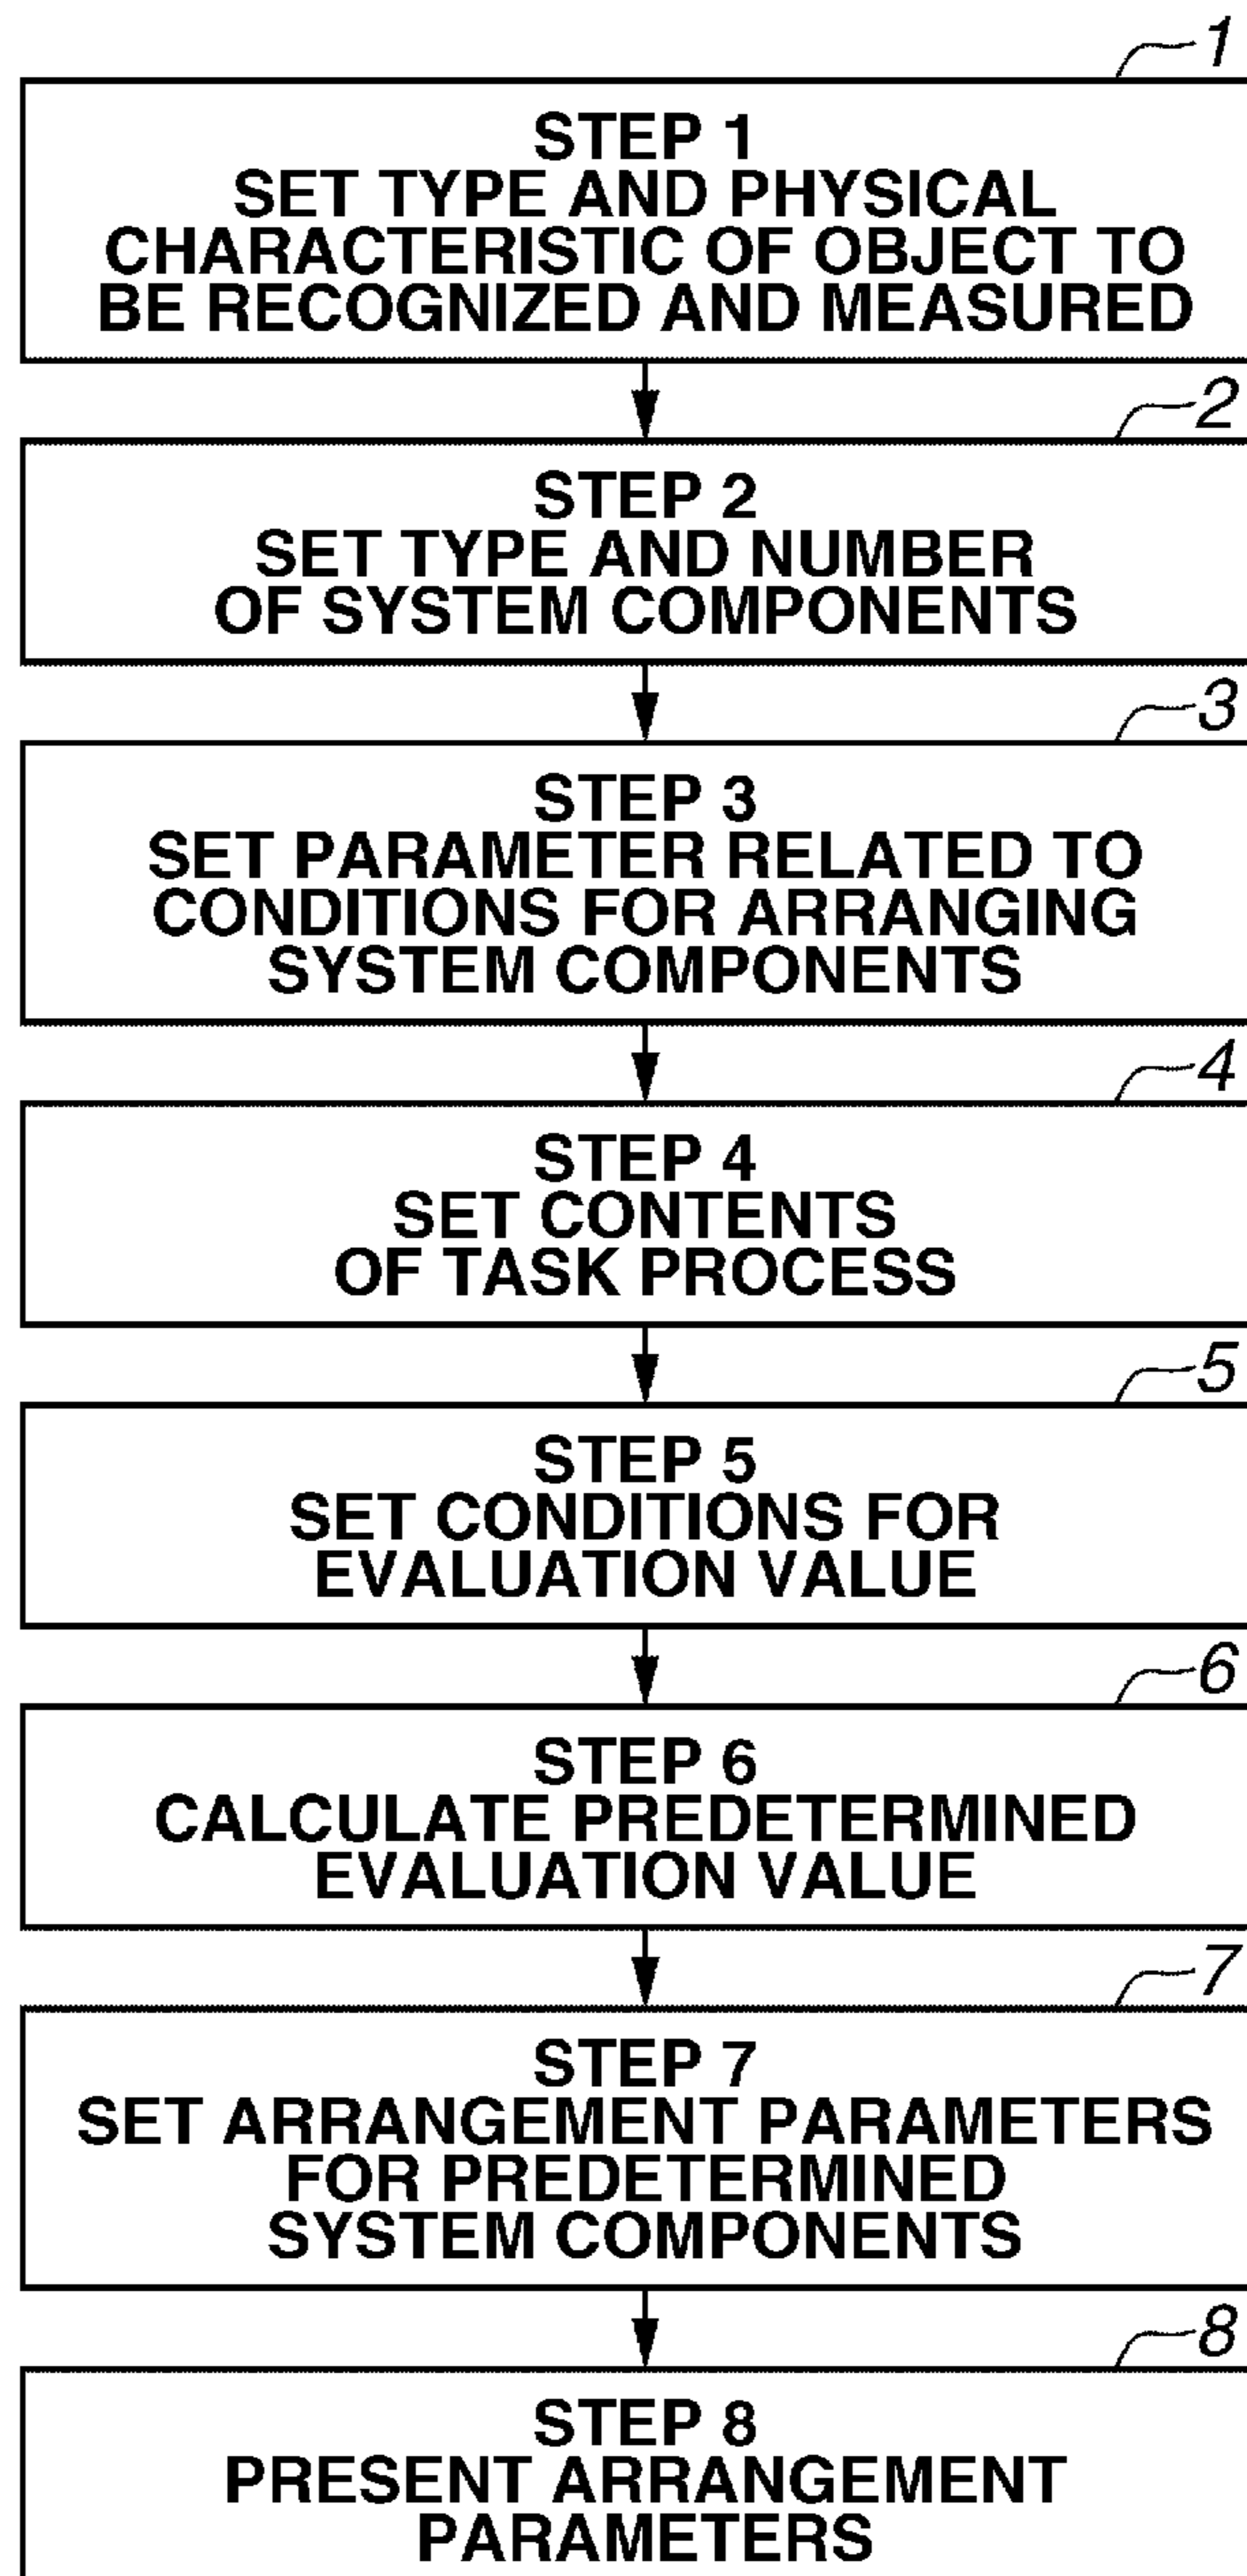 1
STEP 1
SET TYPE AND PHYSICAL
CHARACTERISTIC OF OBJECT TO
BE RECOGNIZED AND MEASURED
2
STEP 2
SET TYPE AND NUMBER
OF SYSTEM COMPONENTS
3
STEP 3
SET PARAMETER RELATED TO
CONDITIONS FOR ARRANGING
SYSTEM COMPONENTS
4
STEP 4
SET CONTENTS
OF TASK PROCESS
5
STEP 5
SET CONDITIONS FOR
EVALUATION VALUE
6
STEP 6
CALCULATE PREDETERMINED
EVALUATION VALUE
7
STEP 7
SET ARRANGEMENT PARAMETERS
FOR PREDETERMINED
SYSTEM COMPONENTS
8
STEP 8
PRESENT ARRANGEMENT
PARAMETERS